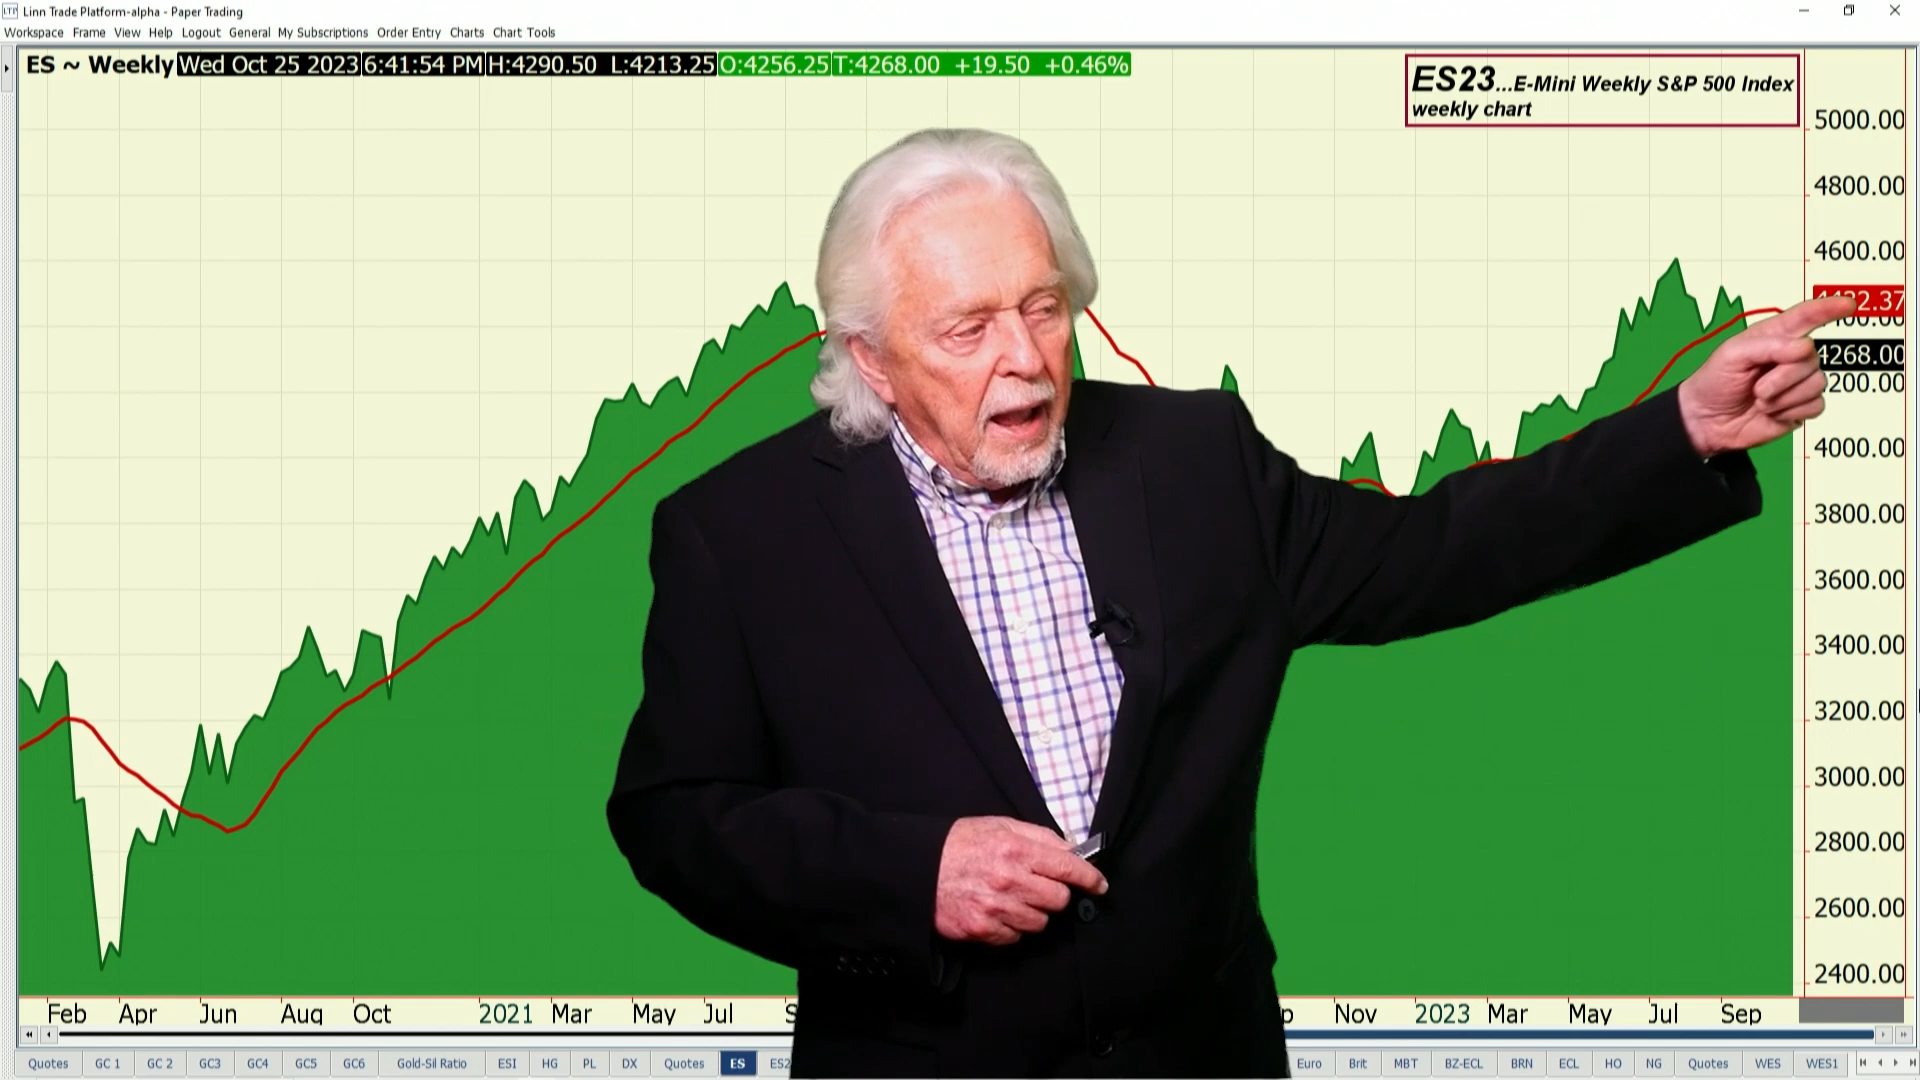 Linn Trade Platform-alpha - Paper Trading
Workspace Frame View Help Logout General My Subscriptions Order Entry Charts Chart Tools
ES ~ Weekly Wed Oct 25 2023 6:41:54 PM H:4290.50 L:4213.25 O:4256.25 T:4268.00 +19.50 +0.46%
ES23...E-Mini Weekly S&P 500 Index
weekly chart
5000.00
4800.00
4600.00
4268.00
4000.00
3800.00
3600.00
3400.00
3200.00
3000.00
2800.00
2600.00
2400.00
Feb Apr Jun Aug Oct 2021 Mar May Jul Nov 2023 Mar May Jul Sep
Quotes GC 1 GC 2 GC3 GC4 GC5 GC6 Gold-Sil Ratio ESI HG PL DX Quotes ES Euro Brit MBT BZ-ECL BRN ECL HO NG Quotes WES WES1